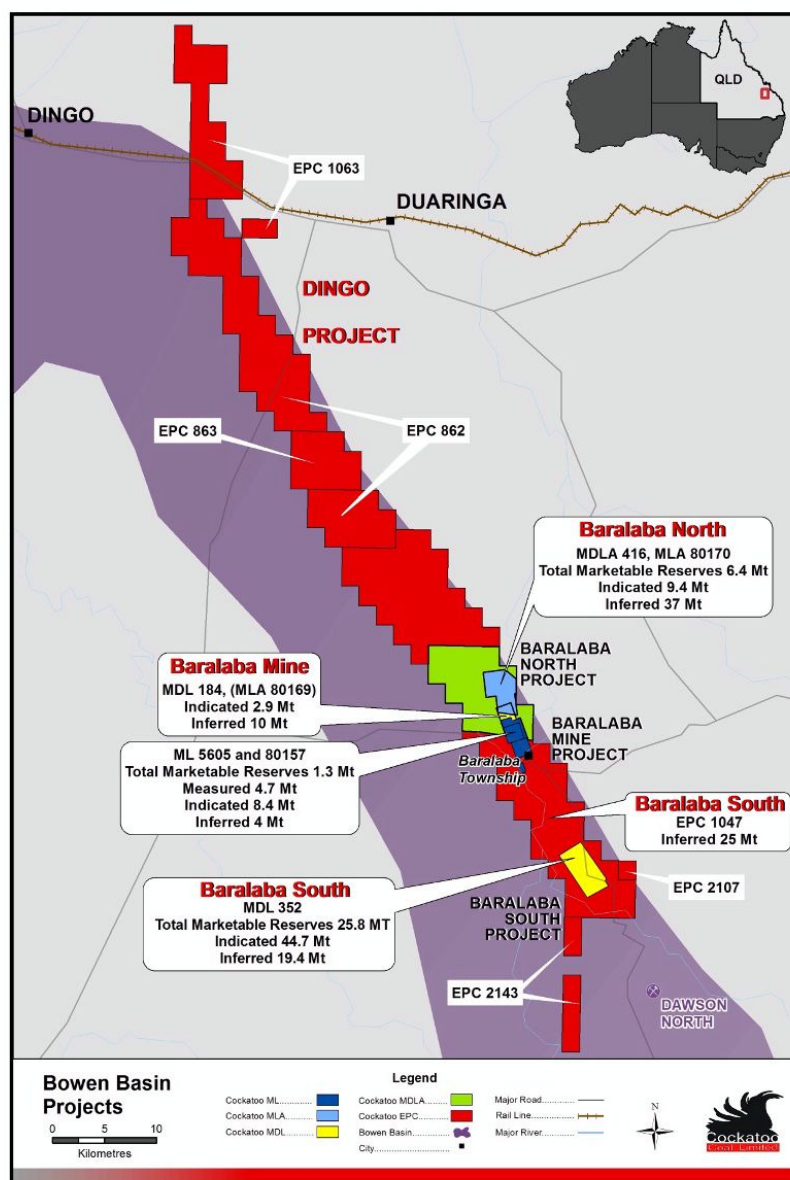 QLD
DINGO
EPC 1063
DUARINGA
DINGO
PROJECT
EPC 863
EPC 862
Baralaba North
MDLA 416, MLA 80170
Total Marketable Reserves 6.4 Mt
Indicated 9.4 Mt
Inferred 37 Mt
BARALABA
NORTH
PROJECT
Baralaba Mine
MDL 184, (MLA 80169)
Indicated 2.9 Mt
Inferred 10 Mt
BARALABA
MINE
PROJECT
Baralaba
Township
ML 5605 and 80157
Total Marketable Reserves 1.3 Mt
Measured 4.7 Mt
Indicated 8.4 Mt
Inferred 4 Mt
Baralaba South
EPC 1047
Inferred 25 Mt
Baralaba South
MDL 352
Total Marketable Reserves 25.8 MT
Indicated 44.7 Mt
Inferred 19.4 Mt
EPC 2107
BARALABA
SOUTH
PROJECT
EPC 2143
DAWSON
NORTH
Bowen Basin
Projects
0 5 10
Kilometres
Legend
Cockatoo ML
Cockatoo MLA
Cockatoo MDL
Cockatoo MDLA
Cockatoo EPC
Bowen Basin
City
Major Road
Rail Line
Major River
N
Cockatoo
Coal Limited